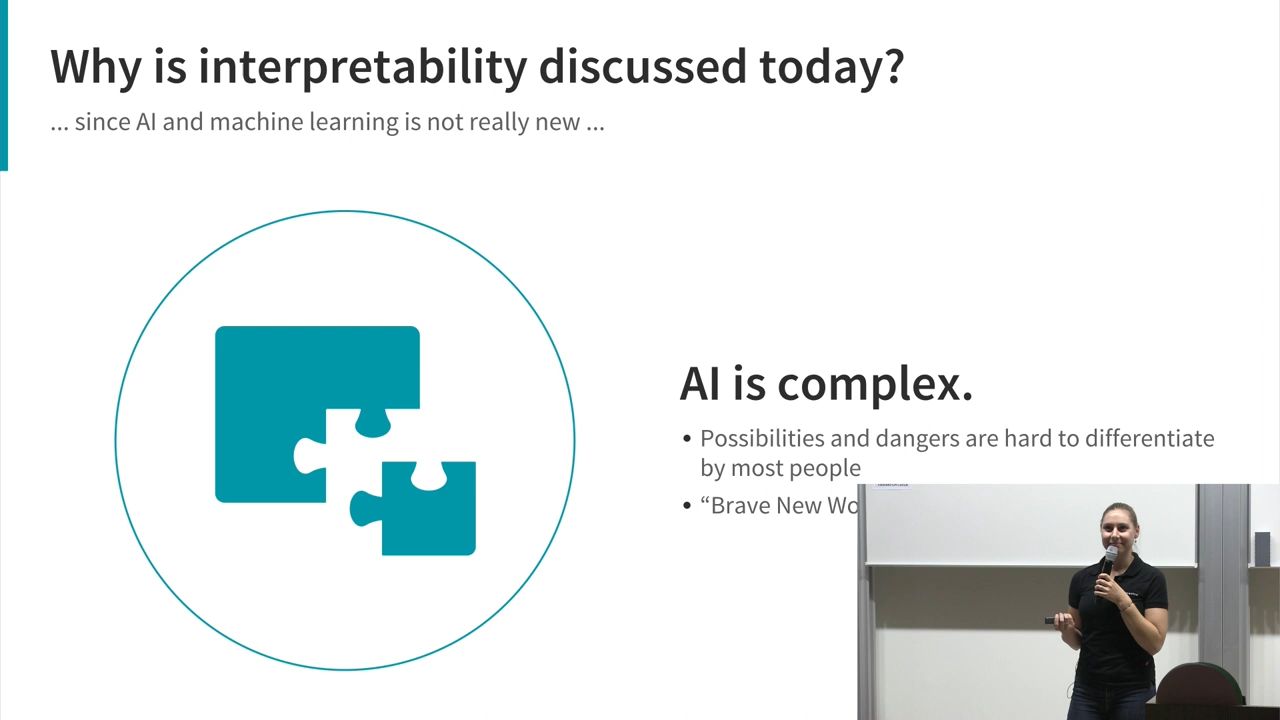 Why is interpretability discussed today?
... since AI and machine learning is not really new ...
AI is complex.
• Possibilities and dangers are hard to differentiate
by most people
• “Brave New Wo